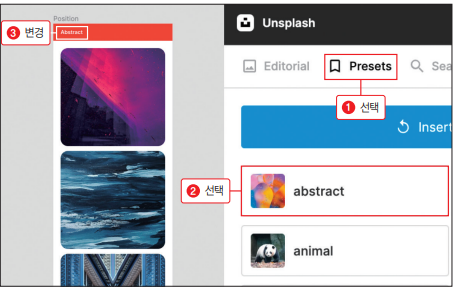 Position
Abstract
3 변경
Unsplash
Editorial
Presets
Sea
1 선택
Insert
2 선택
abstract
animal